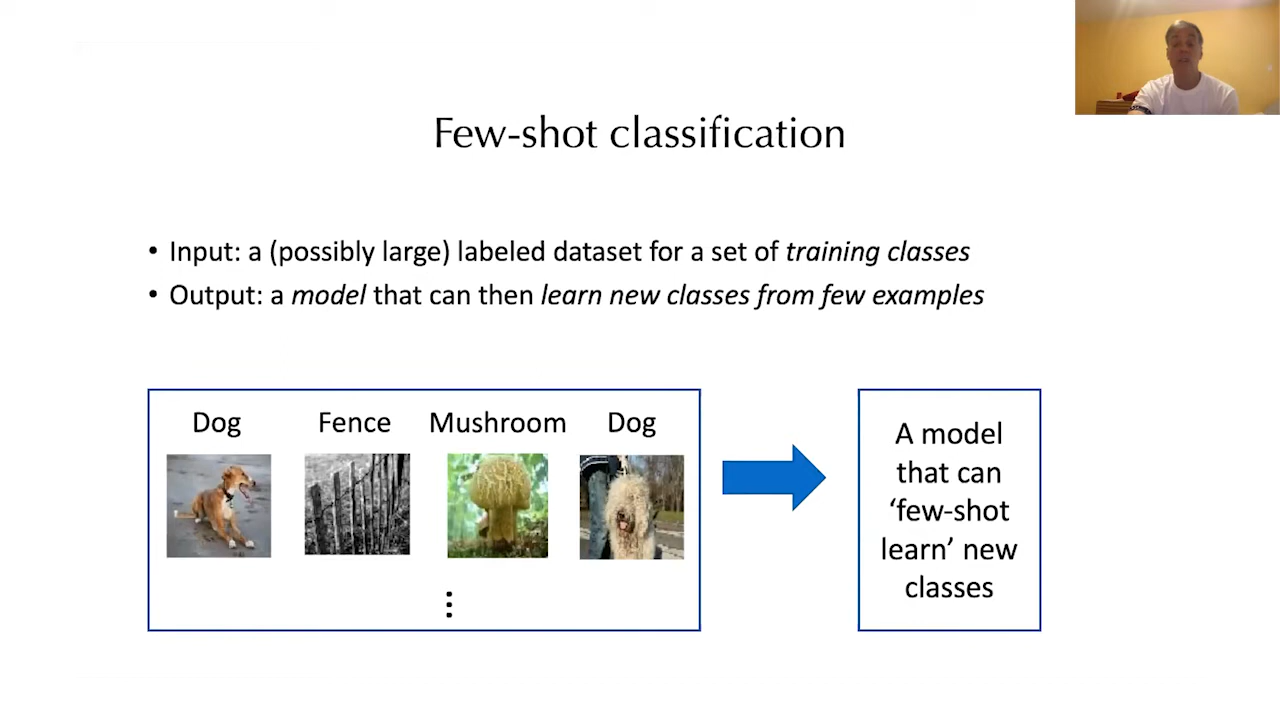 Few-shot classification
• Input: a (possibly large) labeled dataset for a set of training classes
• Output: a model that can then learn new classes from few examples
Dog Fence Mushroom Dog
⋮
A model
that can
‘few-shot
learn’ new
classes